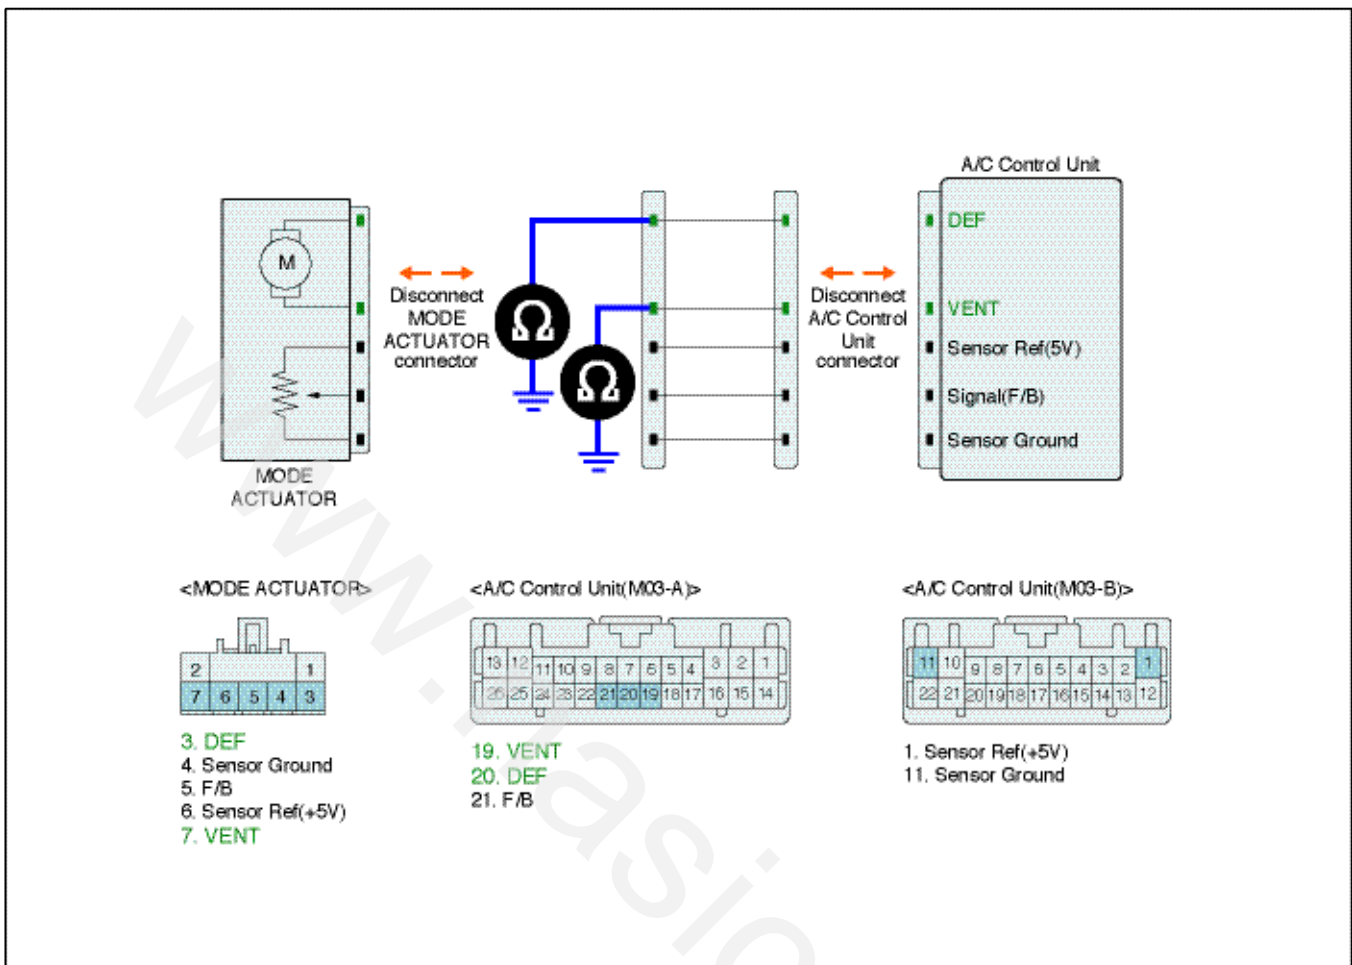 A/C Control Unit
DEF
VENT
Sensor Ref(5V)
Signal(F/B)
Sensor Ground
M
Disconnect
MODE
ACTUATOR
connector
Ω
Ω
Disconnect
A/C Control
Unit
connector
MODE
ACTUATOR
<MODE ACTUATOR>
2 1
7 6 5 4 3
3. DEF
4. Sensor Ground
5. F/B
6. Sensor Ref(+5V)
7. VENT
<A/C Control Unit(M03-A)>
13 12 11 10 9 8 7 6 5 4 3 2 1
26 25 24 23 22 21 20 19 18 17 16 15 14
19. VENT
20. DEF
21. F/B
<A/C Control Unit(M03-B)>
11 10 9 8 7 6 5 4 3 2 1
22 21 20 19 18 17 16 15 14 13 12
1. Sensor Ref(+5V)
11. Sensor Ground